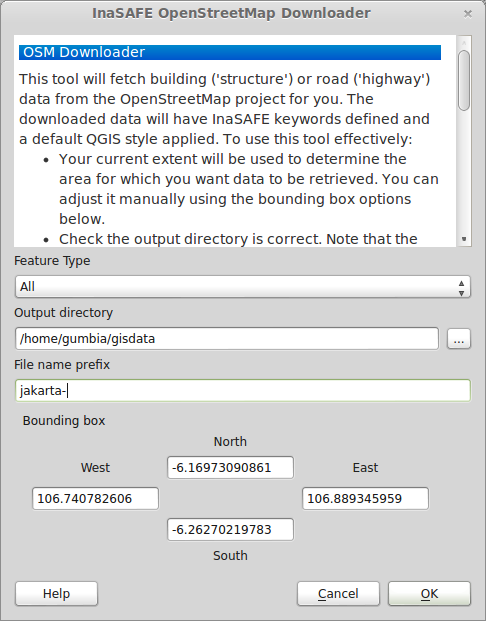 InaSAFE OpenStreetMap Downloader
OSM Downloader
This tool will fetch building ('structure') or road ('highway')
data from the OpenStreetMap project for you. The
downloaded data will have InaSAFE keywords defined and
a default QGIS style applied. To use this tool effectively:
• Your current extent will be used to determine the
area for which you want data to be retrieved. You can
adjust it manually using the bounding box options
below.
• Check the output directory is correct. Note that the
Feature Type
All
Output directory
/home/gumbia/gisdata
...
File name prefix
jakarta-
Bounding box
North
West
-6.16973090861
East
106.740782606
106.889345959
-6.26270219783
South
Help
Cancel
OK